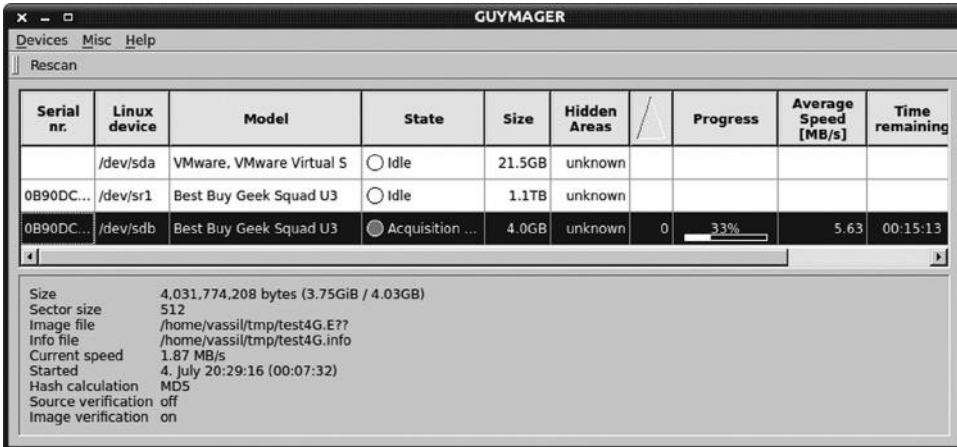 GUYMAGER
Devices Misc Help
Rescan
Serial nr. Linux device Model State Size Hidden Areas Progress Average Speed [MB/s] Time remaining
/dev/sda VMware, VMware Virtual S Idle 21.5GB unknown
0B90DC... /dev/sr1 Best Buy Geek Squad U3 Idle 1.1TB unknown
0B90DC... /dev/sdb Best Buy Geek Squad U3 Acquisition ... 4.0GB unknown 0 33% 5.63 00:15:13
Size 4,031,774,208 bytes (3.75GiB / 4.03GB)
Sector size 512
Image file /home/vassil/tmp/test4G.E??
Info file /home/vassil/tmp/test4G.info
Current speed 1.87 MB/s
Started 4. July 20:29:16 (00:07:32)
Hash calculation MD5
Source verification off
Image verification on